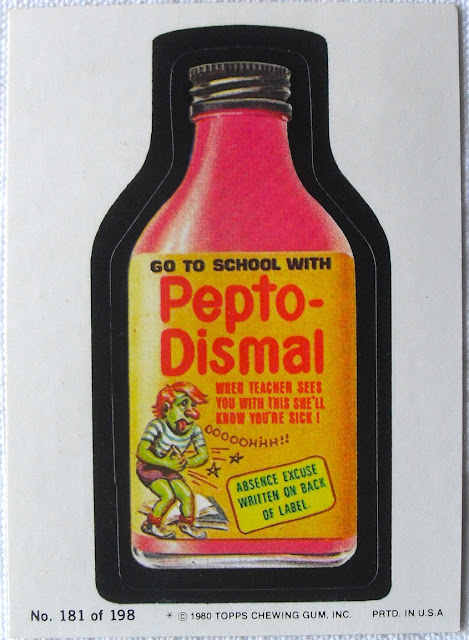 GO TO SCHOOL WITH
Pepto-
Dismal
WHEN TEACHER SEES
YOU WITH THIS SHE'LL
KNOW YOU'RE SICK!
OOOOOHHH!!
ABSENCE EXCUSE
WRITTEN ON BACK
OF LABEL.
No. 181 of 198 * © 1980 TOPPS CHEWING GUM, INC. PRTD. IN U.S.A